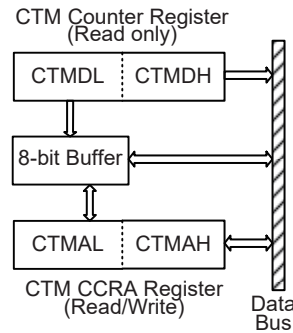 CTM Counter Register
(Read only)
CTMDL CTMDH
8-bit Buffer
CTMAL CTMAH
CTM CCRA Register
(Read/Write)
Data
Bus